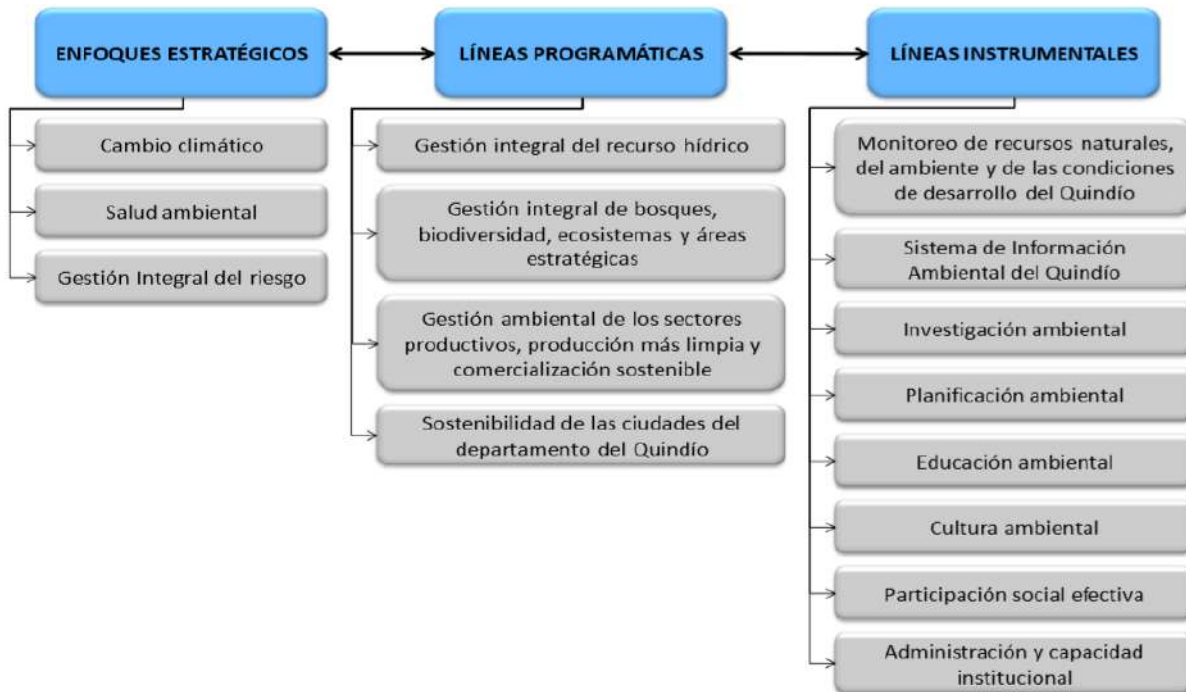 ENFOQUES ESTRATÉGICOS
Cambio climático
Salud ambiental
Gestión Integral del riesgo
LÍNEAS PROGRAMÁTICAS
Gestión integral del recurso hídrico
Gestión integral de bosques,
biodiversidad, ecosistemas y áreas
estratégicas
Gestión ambiental de los sectores
productivos, producción más limpia y
comercialización sostenible
Sostenibilidad de las ciudades del
departamento del Quindío
LÍNEAS INSTRUMENTALES
Monitoreo de recursos naturales,
del ambiente y de las condiciones
de desarrollo del Quindío
Sistema de Información
Ambiental del Quindío
Investigación ambiental
Planificación ambiental
Educación ambiental
Cultura ambiental
Participación social efectiva
Administración y capacidad
institucional